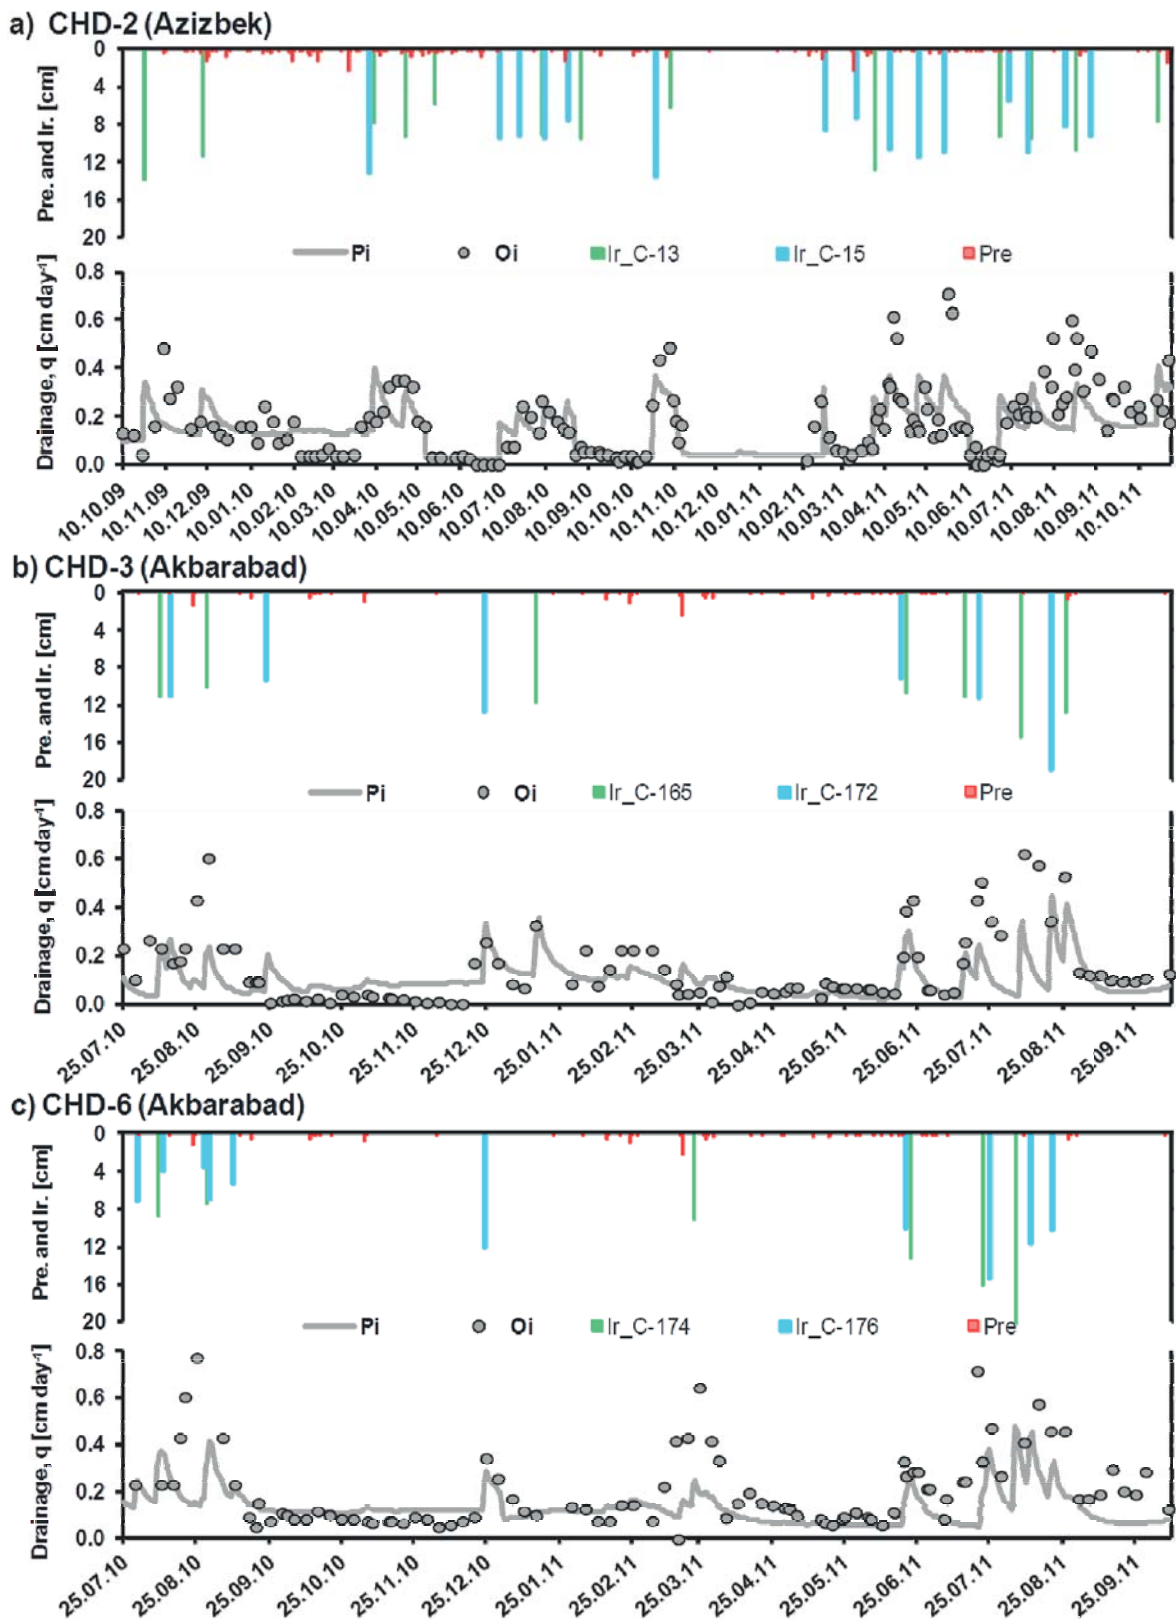 a) CHD-2 (Azizbek)
Pre. and Ir. [cm]
0
4
8
12
16
20
Pi Oi Ir_C-13 Ir_C-15 Pre
Drainage, q [cm day-1]
0.8
0.6
0.4
0.2
0.0
10.10.09 10.11.09 10.12.09 10.01.10 10.02.10 10.03.10 10.04.10 10.05.10 10.06.10 10.07.10 10.08.10 10.09.10 10.10.10 10.11.10 10.12.10 10.01.11 10.02.11 10.03.11 10.04.11 10.05.11 10.06.11 10.07.11 10.08.11 10.09.11 10.10.11
b) CHD-3 (Akbarabad)
Pre. and Ir. [cm]
0
4
8
12
16
20
Pi Oi Ir_C-165 Ir_C-172 Pre
Drainage, q [cm day-1]
0.8
0.6
0.4
0.2
0.0
25.07.10 25.08.10 25.09.10 25.10.10 25.11.10 25.12.10 25.01.11 25.02.11 25.03.11 25.04.11 25.05.11 25.06.11 25.07.11 25.08.11 25.09.11
c) CHD-6 (Akbarabad)
Pre. and Ir. [cm]
0
4
8
12
16
20
Pi Oi Ir_C-174 Ir_C-176 Pre
Drainage, q [cm day-1]
0.8
0.6
0.4
0.2
0.0
25.07.10 25.08.10 25.09.10 25.10.10 25.11.10 25.12.10 25.01.11 25.02.11 25.03.11 25.04.11 25.05.11 25.06.11 25.07.11 25.08.11 25.09.11